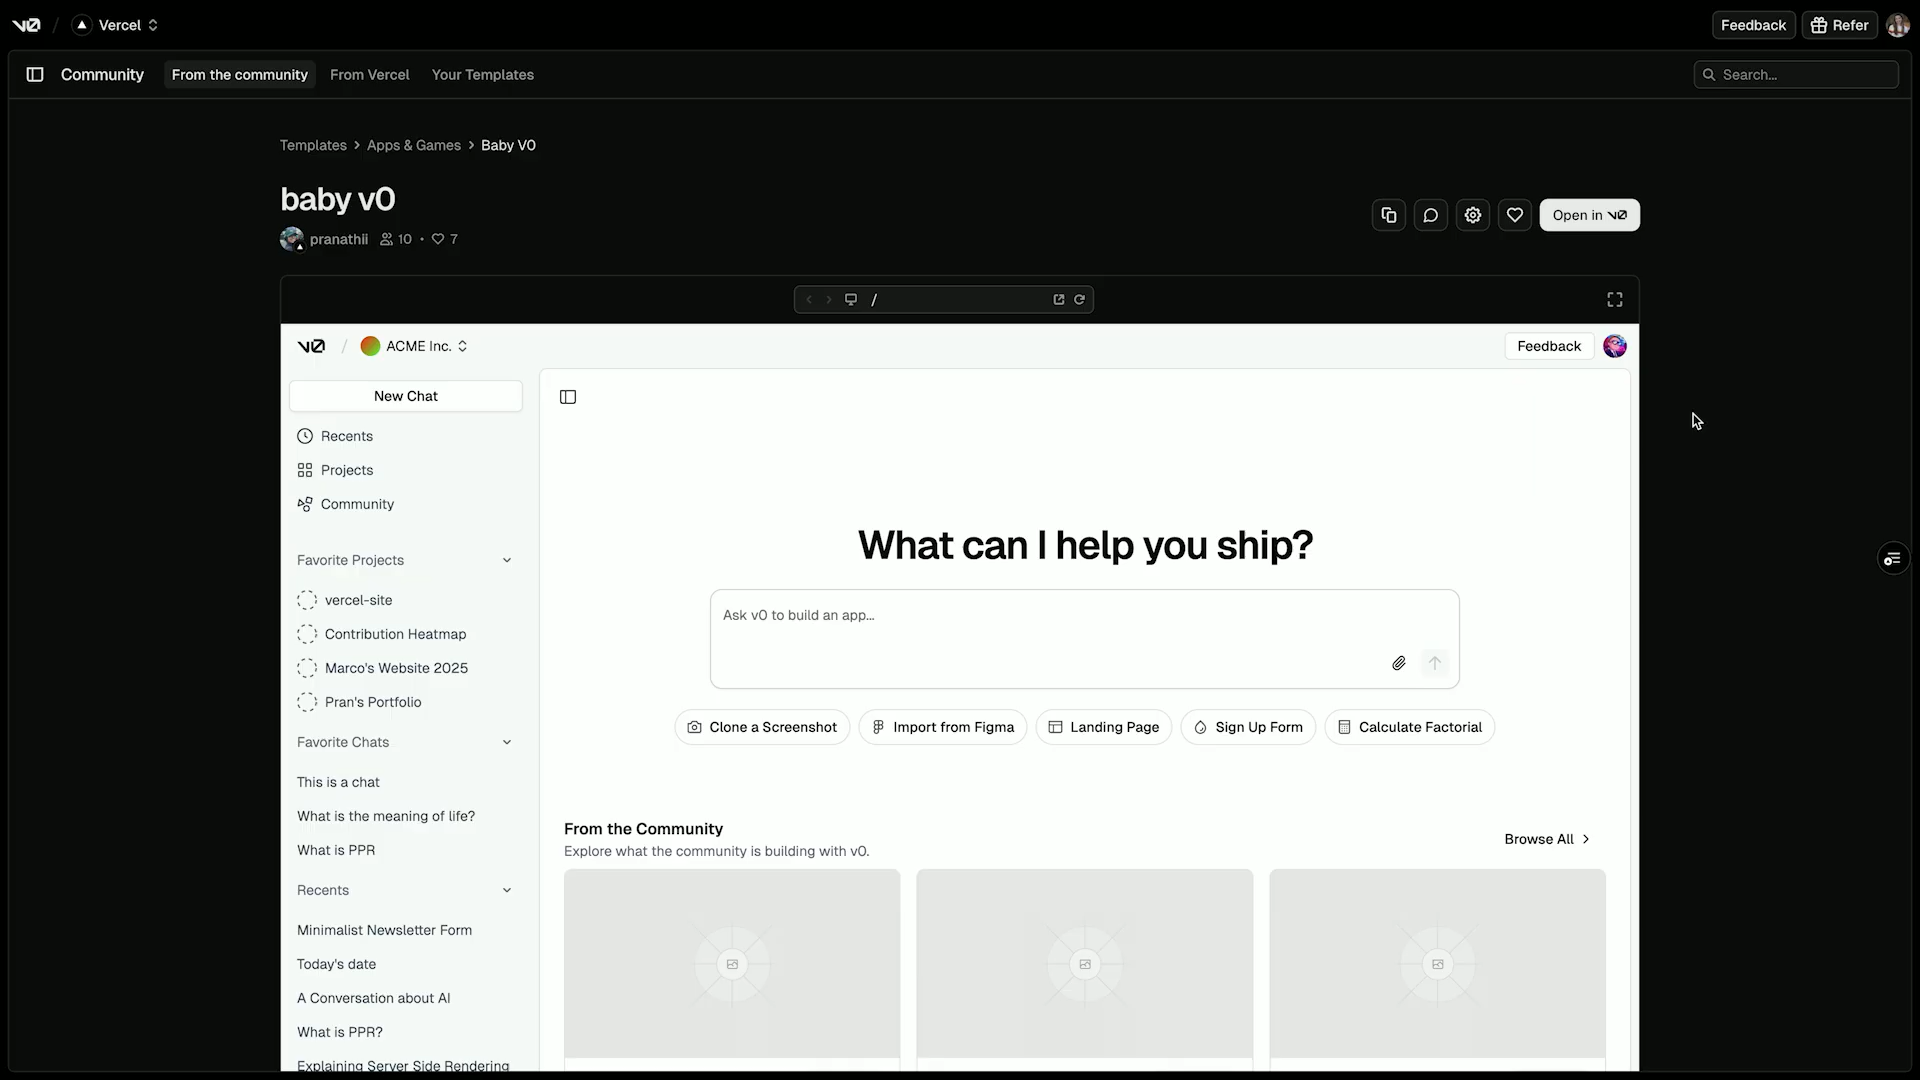 v0 / Vercel
Feedback
Refer
Community
From the community
From Vercel
Your Templates
Search...
Templates > Apps & Games > Baby V0
baby v0
pranathii 10 • 7
Open in v0
/
v0 / ACME Inc.
Feedback
New Chat
Recents
Projects
Community
Favorite Projects
vercel-site
Contribution Heatmap
Marco's Website 2025
Pran's Portfolio
Favorite Chats
This is a chat
What is the meaning of life?
What is PPR
Recents
Minimalist Newsletter Form
Today's date
A Conversation about AI
What is PPR?
Explaining Server Side Rendering
What can I help you ship?
Ask v0 to build an app...
Clone a Screenshot
Import from Figma
Landing Page
Sign Up Form
Calculate Factorial
From the Community
Explore what the community is building with v0.
Browse All >